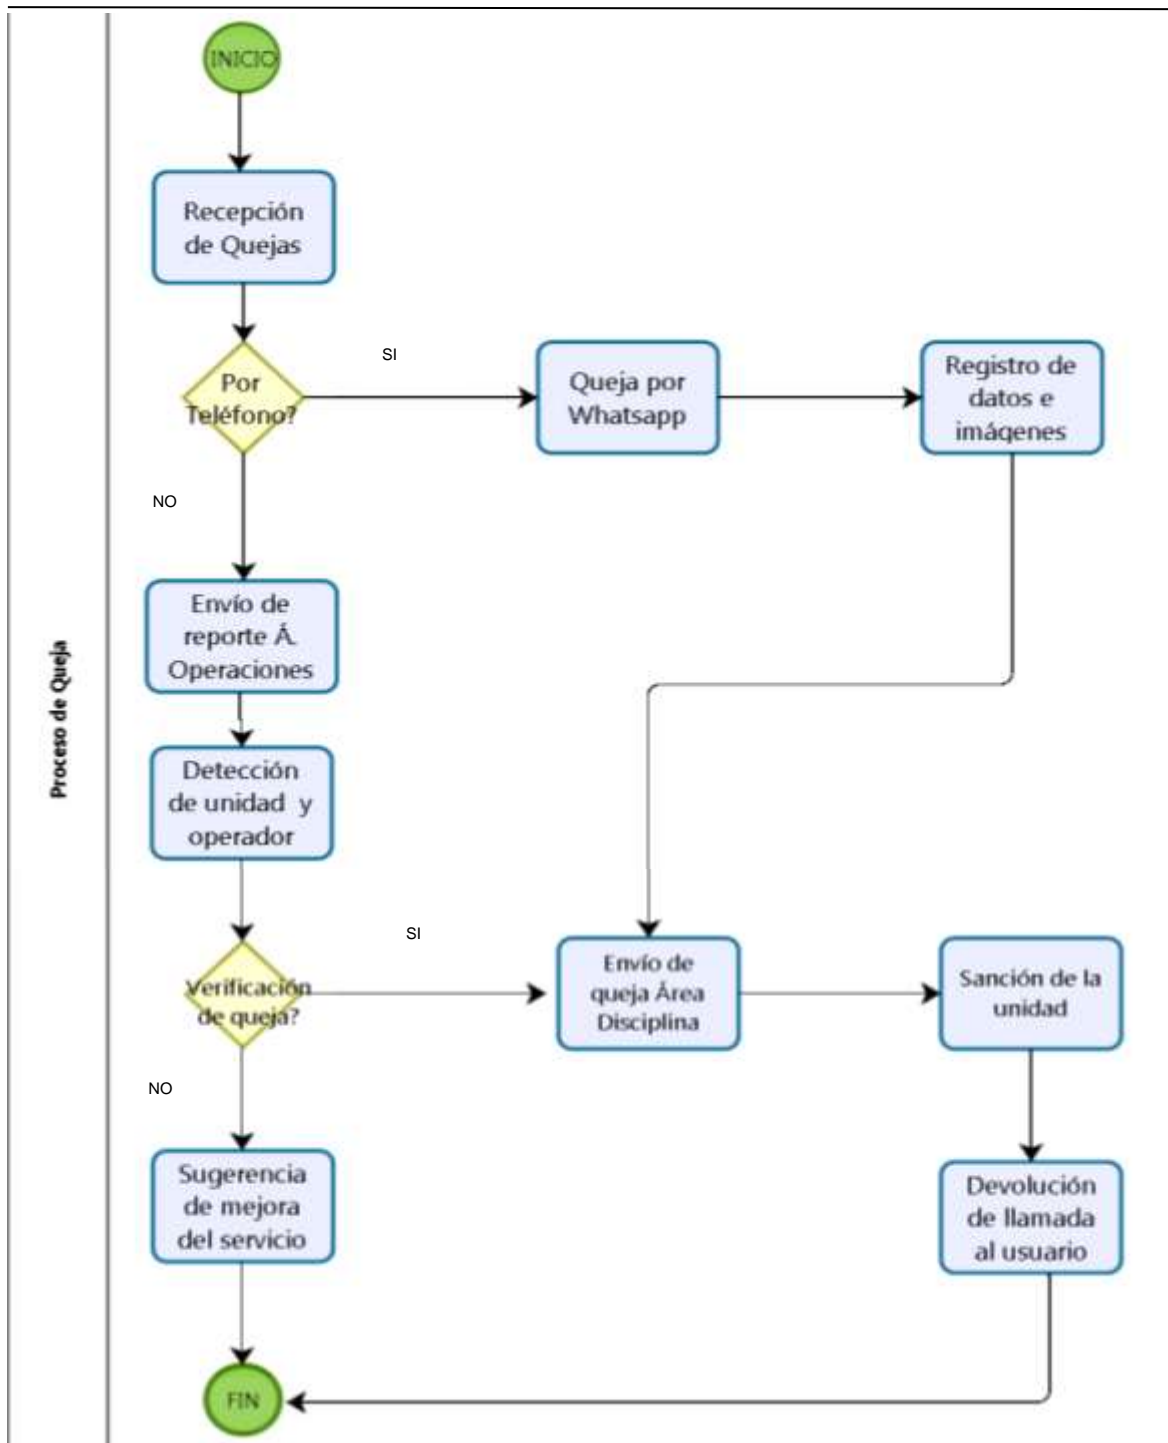 INICIO
Recepción
de Quejas
Por
Teléfono?
SI
Queja por
Whatsapp
Registro de
datos e
imágenes
NO
Envío de
reporte Á.
Operaciones
Detección
de unidad y
operador
Proceso de Queja
Verificación
de queja?
SI
Envío de
queja Área
Disciplina
Sanción de la
unidad
NO
Sugerencia
de mejora
del servicio
Devolución
de llamada
al usuario
FIN